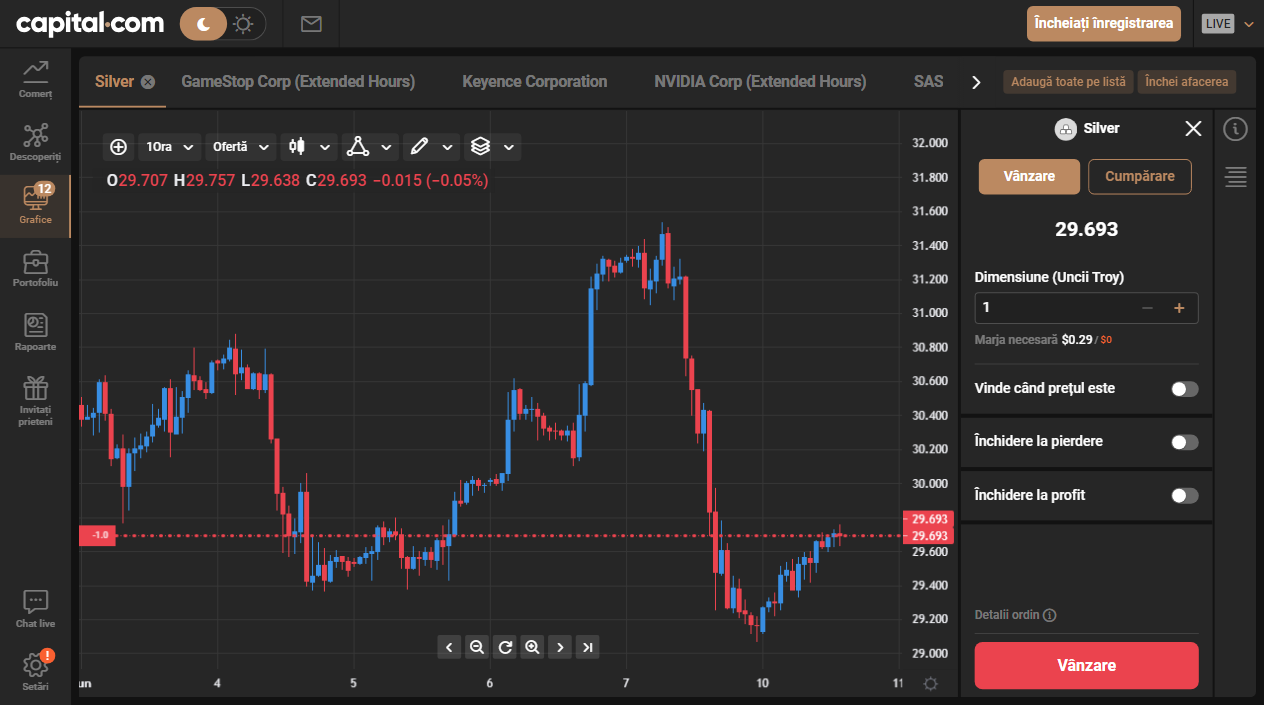 capital.com
Încheiați înregistrarea
LIVE
Comerț
Descoperiți
12
Grafice
Portofoliu
Rapoarte
Invitați
prieteni
Chat live
!
Setări
Silver
GameStop Corp (Extended Hours)
Keyence Corporation
NVIDIA Corp (Extended Hours)
SAS
Adaugă toate pe listă
Închei afacerea
1Ora
Ofertă
O29.707 H29.757 L29.638 C29.693 −0.015 (−0.05%)
32.000
31.800
31.600
31.400
31.200
31.000
30.800
30.600
30.400
30.200
30.000
29.693
29.693
29.600
29.400
29.200
29.000
-1.0
un
4
5
6
7
10
11
Silver
Vânzare
Cumpărare
29.693
Dimensiune (Uncii Troy)
1
Marja necesară $0.29 / $0
Vinde când prețul este
Închidere la pierdere
Închidere la profit
Detalii ordin
Vânzare